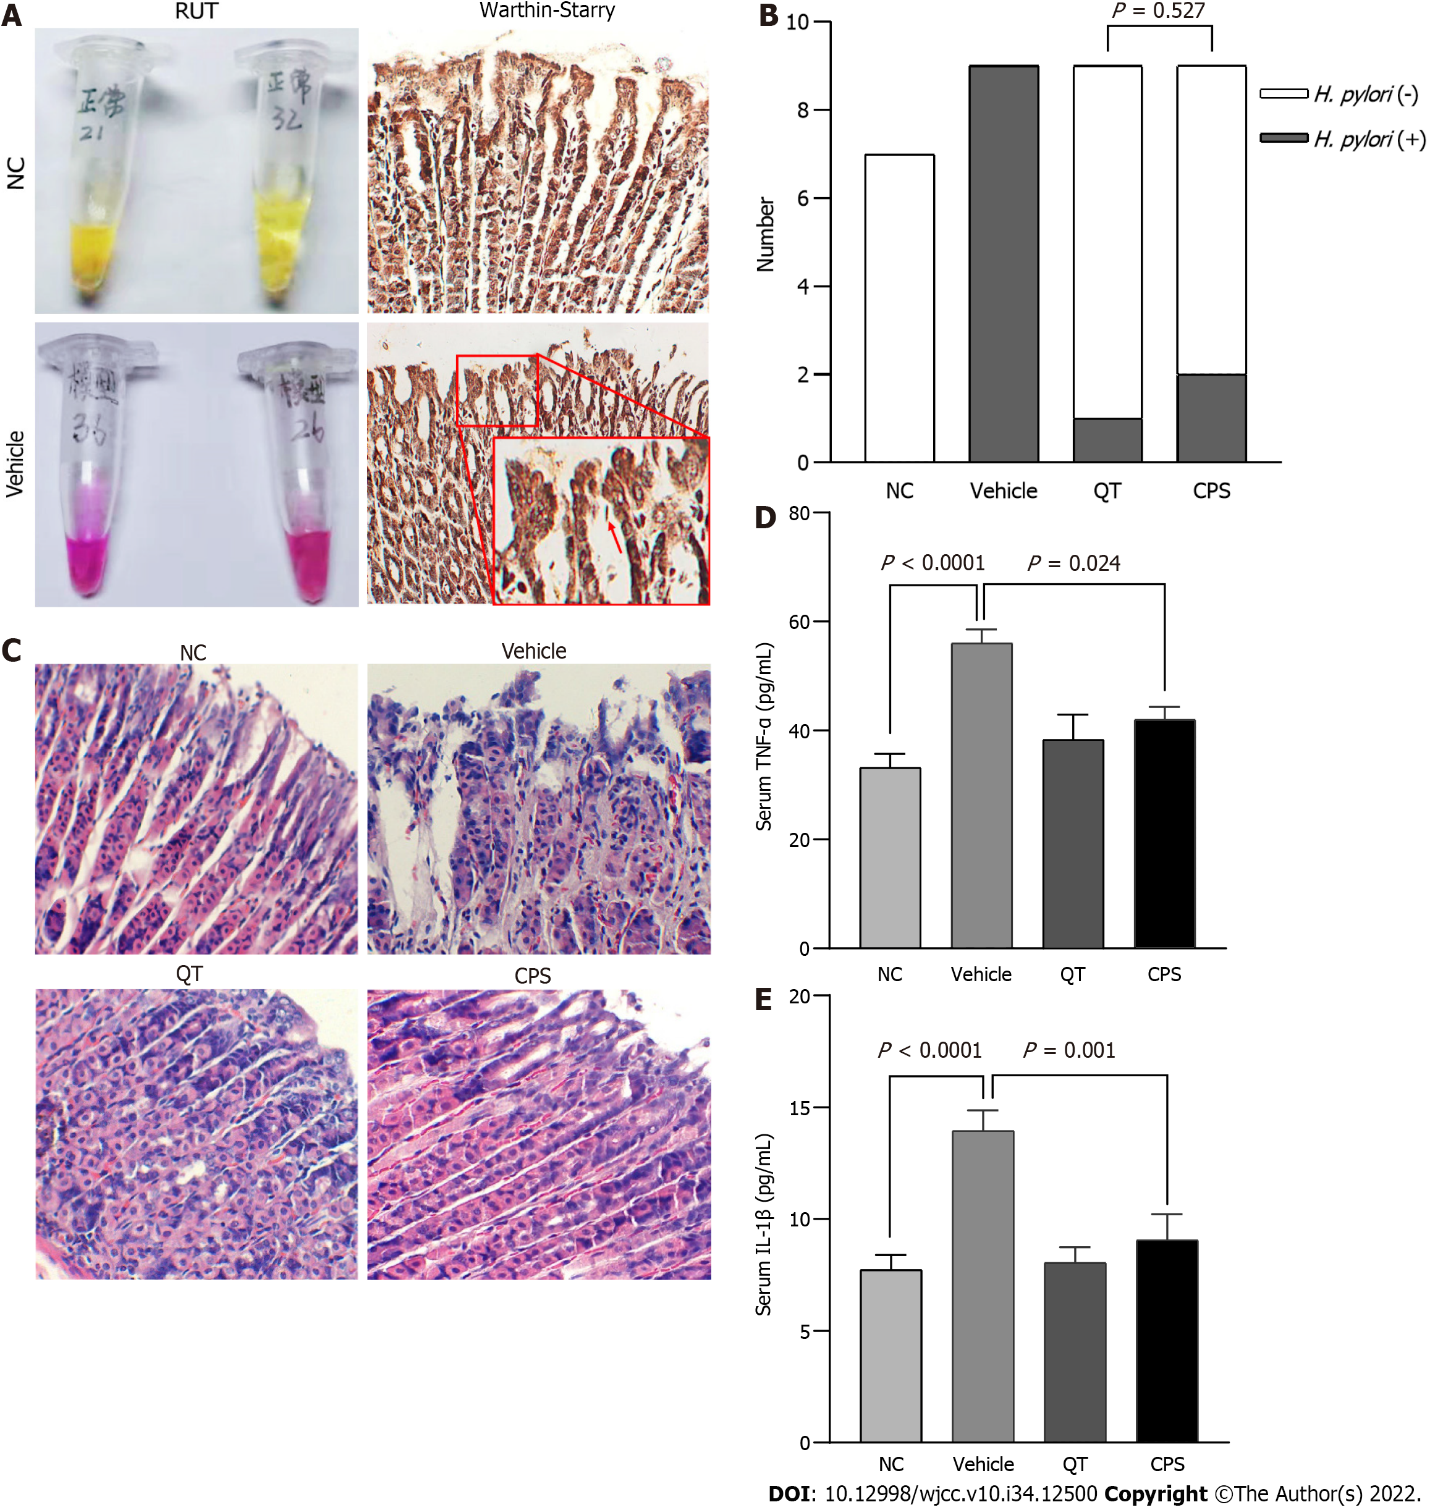 A
RUT
Warthin-Starry
NC
正常
21
正常
32
Vehicle
模型
36
模型
26
B
P = 0.527
10
8
6
4
2
0
Number
NC Vehicle QT CPS
H. pylori (-)
H. pylori (+)
C
NC
Vehicle
QT
CPS
D
80
60
40
20
0
Serum TNF-α (pg/mL)
P < 0.0001
P = 0.024
NC Vehicle QT CPS
E
20
15
10
5
0
Serum IL-1β (pg/mL)
P < 0.0001
P = 0.001
NC Vehicle QT CPS
DOI: 10.12998/wjcc.v10.i34.12500 Copyright ©The Author(s) 2022.